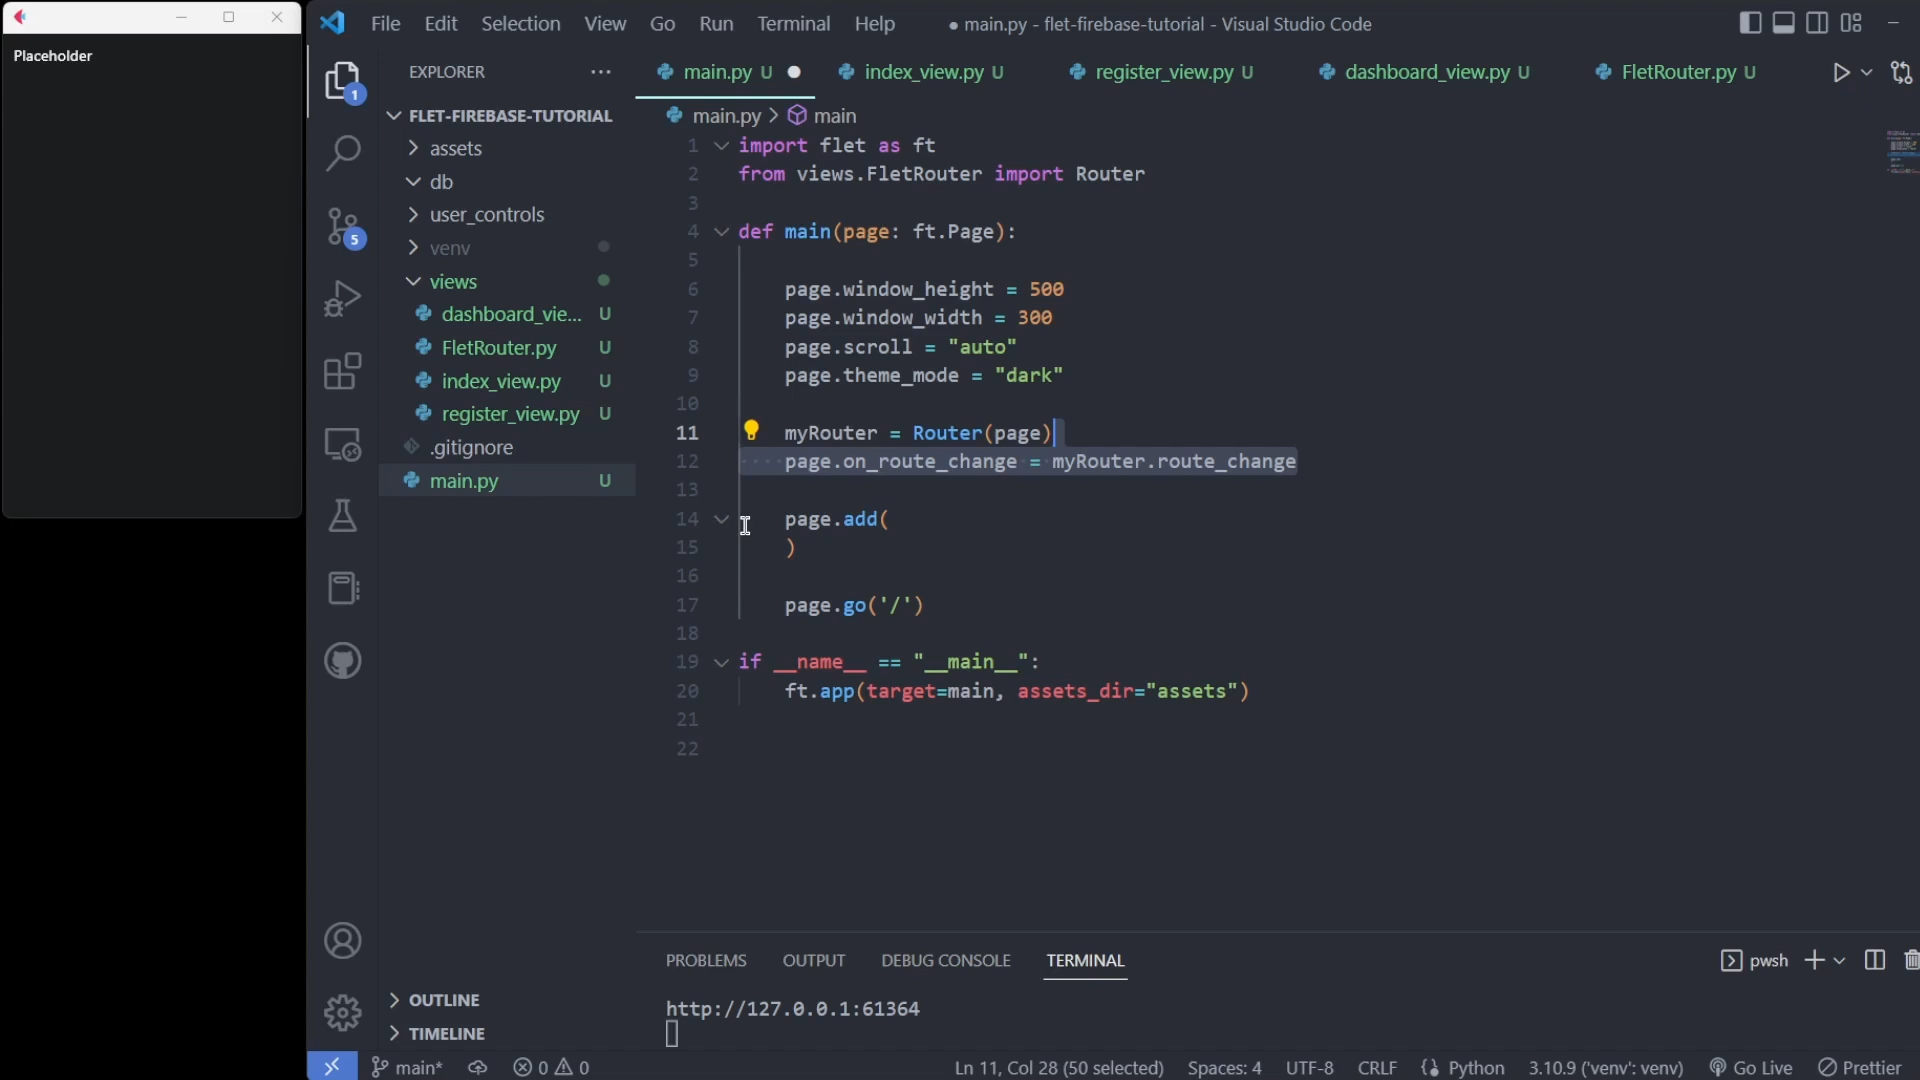 Placeholder
File Edit Selection View Go Run Terminal Help
● main.py - flet-firebase-tutorial - Visual Studio Code
EXPLORER ...
main.py U
index_view.py U
register_view.py U
dashboard_view.py U
FletRouter.py U
main.py > main
FLET-FIREBASE-TUTORIAL
assets
db
user_controls
venv
views
dashboard_vie... U
FletRouter.py U
index_view.py U
register_view.py U
.gitignore
main.py U
OUTLINE
TIMELINE
1
5
1 import flet as ft
2 from views.FletRouter import Router
3
4 def main(page: ft.Page):
5
6 page.window_height = 500
7 page.window_width = 300
8 page.scroll = "auto"
9 page.theme_mode = "dark"
10
11 myRouter = Router(page)
12 ····page.on_route_change·=·myRouter.route_change
13
14 page.add(
15 )
16
17 page.go('/')
18
19 if __name__ == "__main__":
20 ft.app(target=main, assets_dir="assets")
21
22
PROBLEMS OUTPUT DEBUG CONSOLE TERMINAL
pwsh
http://127.0.0.1:61364
main* 0 0 Ln 11, Col 28 (50 selected) Spaces: 4 UTF-8 CRLF Python 3.10.9 ('venv': venv) Go Live Prettier